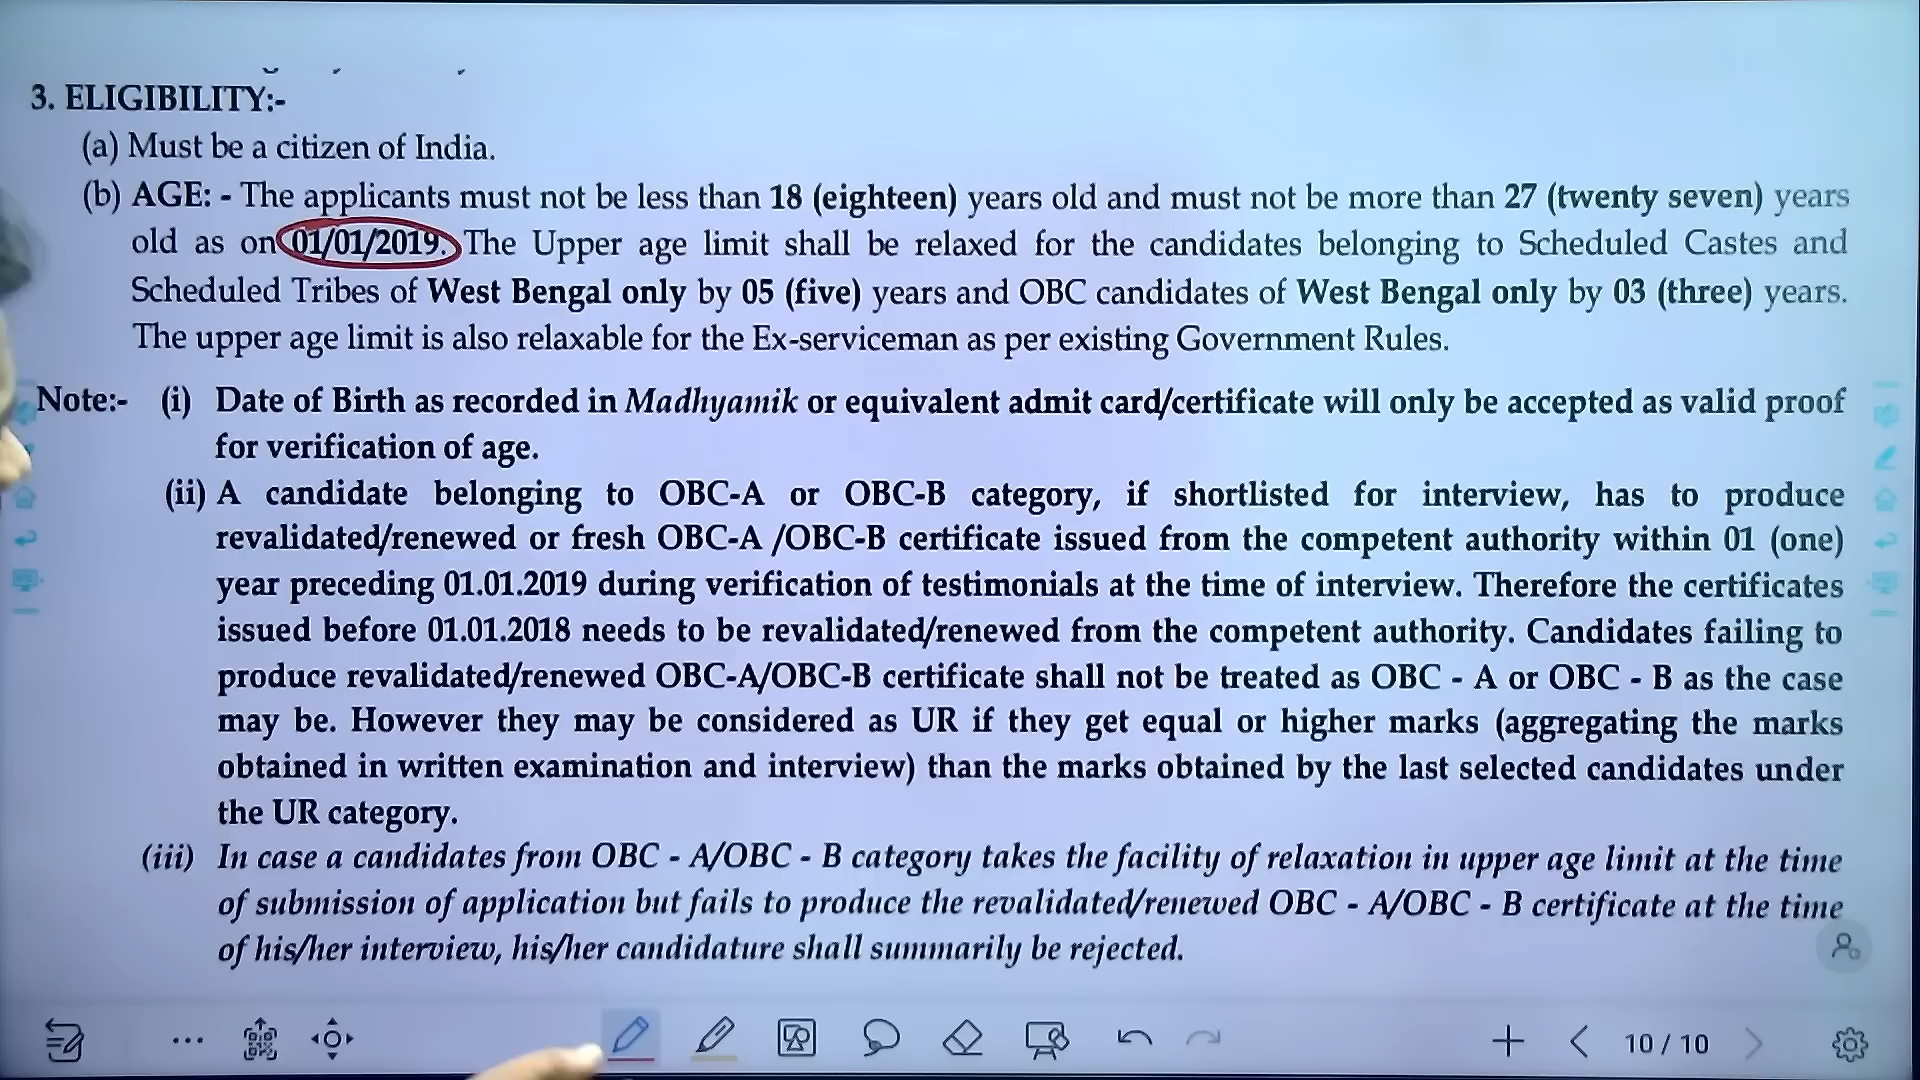 3. ELIGIBILITY:-
(a) Must be a citizen of India.
(b) AGE: - The applicants must not be less than 18 (eighteen) years old and must not be more than 27 (twenty seven) years
old as on 01/01/2019. The Upper age limit shall be relaxed for the candidates belonging to Scheduled Castes and
Scheduled Tribes of West Bengal only by 05 (five) years and OBC candidates of West Bengal only by 03 (three) years.
The upper age limit is also relaxable for the Ex-serviceman as per existing Government Rules.
Note:- (i) Date of Birth as recorded in Madhyamik or equivalent admit card/certificate will only be accepted as valid proof
for verification of age.
(ii) A candidate belonging to OBC-A or OBC-B category, if shortlisted for interview, has to produce
revalidated/renewed or fresh OBC-A /OBC-B certificate issued from the competent authority within 01 (one)
year preceding 01.01.2019 during verification of testimonials at the time of interview. Therefore the certificates
issued before 01.01.2018 needs to be revalidated/renewed from the competent authority. Candidates failing to
produce revalidated/renewed OBC-A/OBC-B certificate shall not be treated as OBC - A or OBC - B as the case
may be. However they may be considered as UR if they get equal or higher marks (aggregating the marks
obtained in written examination and interview) than the marks obtained by the last selected candidates under
the UR category.
(iii) In case a candidates from OBC - A/OBC - B category takes the facility of relaxation in upper age limit at the time
of submission of application but fails to produce the revalidated/renewed OBC - A/OBC - B certificate at the time
of his/her interview, his/her candidature shall summarily be rejected.
10 / 10